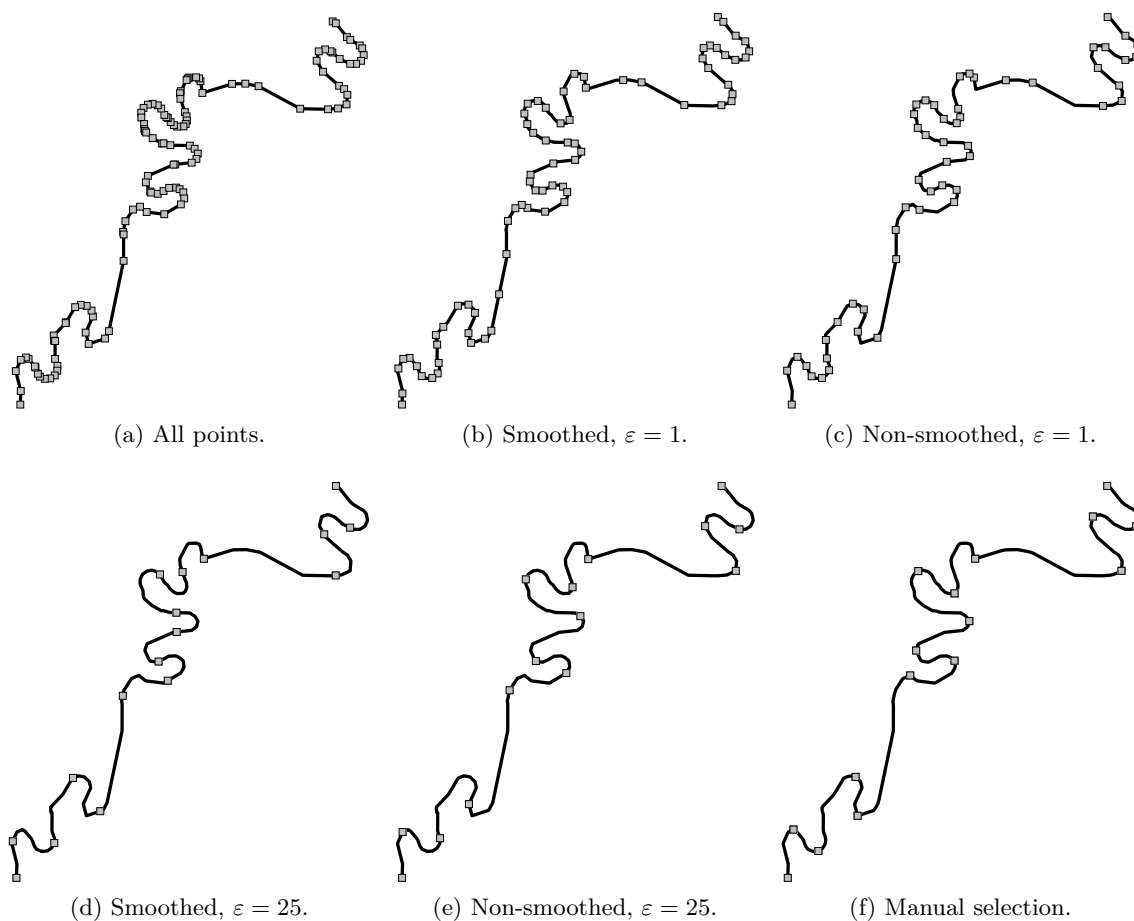 (a) All points.
(b) Smoothed, ε = 1.
(c) Non-smoothed, ε = 1.
(d) Smoothed, ε = 25.
(e) Non-smoothed, ε = 25.
(f) Manual selection.